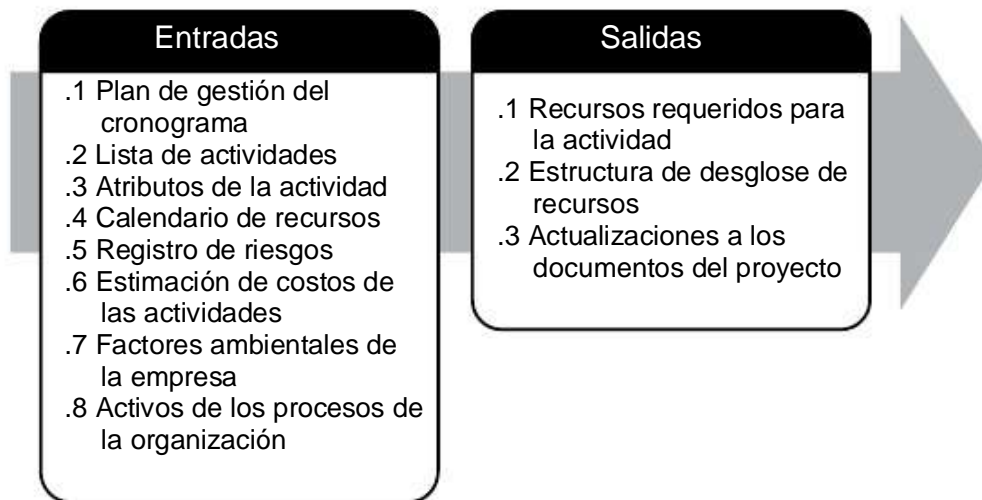 Entradas
.1 Plan de gestión del
cronograma
.2 Lista de actividades
.3 Atributos de la actividad
.4 Calendario de recursos
.5 Registro de riesgos
.6 Estimación de costos de
las actividades
.7 Factores ambientales de
la empresa
.8 Activos de los procesos de
la organización
Salidas
.1 Recursos requeridos para
la actividad
.2 Estructura de desglose de
recursos
.3 Actualizaciones a los
documentos del proyecto